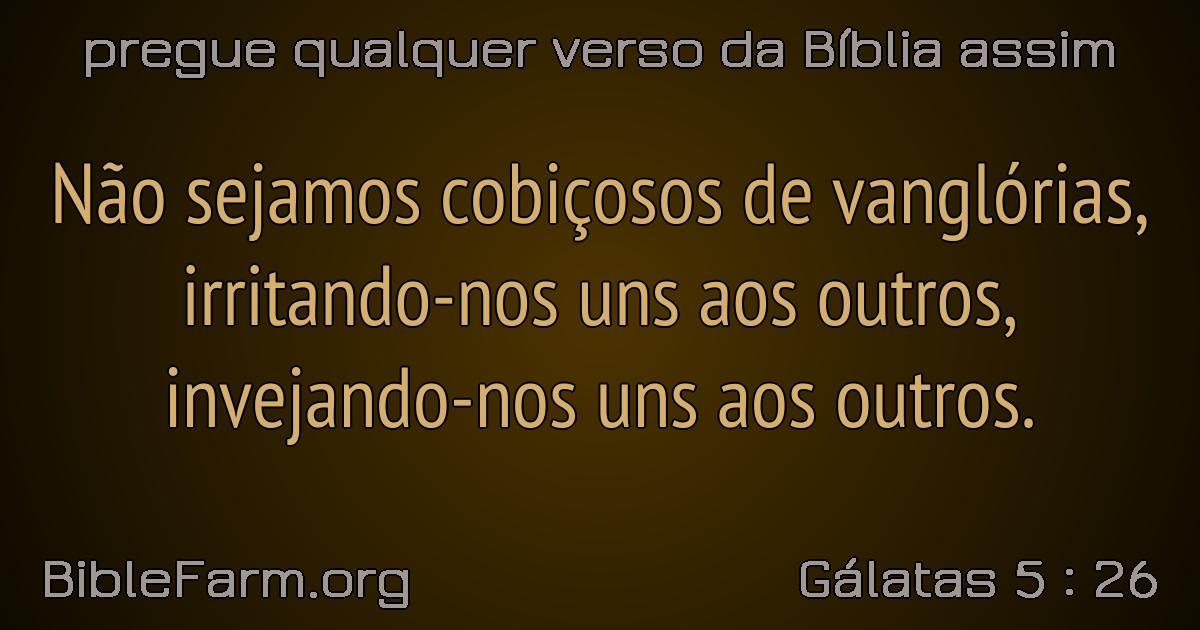 pregue qualquer verso da Bíblia assim
Não sejamos cobiçosos de vanglórias,
irritando-nos uns aos outros,
invejando-nos uns aos outros.
BibleFarm.org
Gálatas 5 : 26